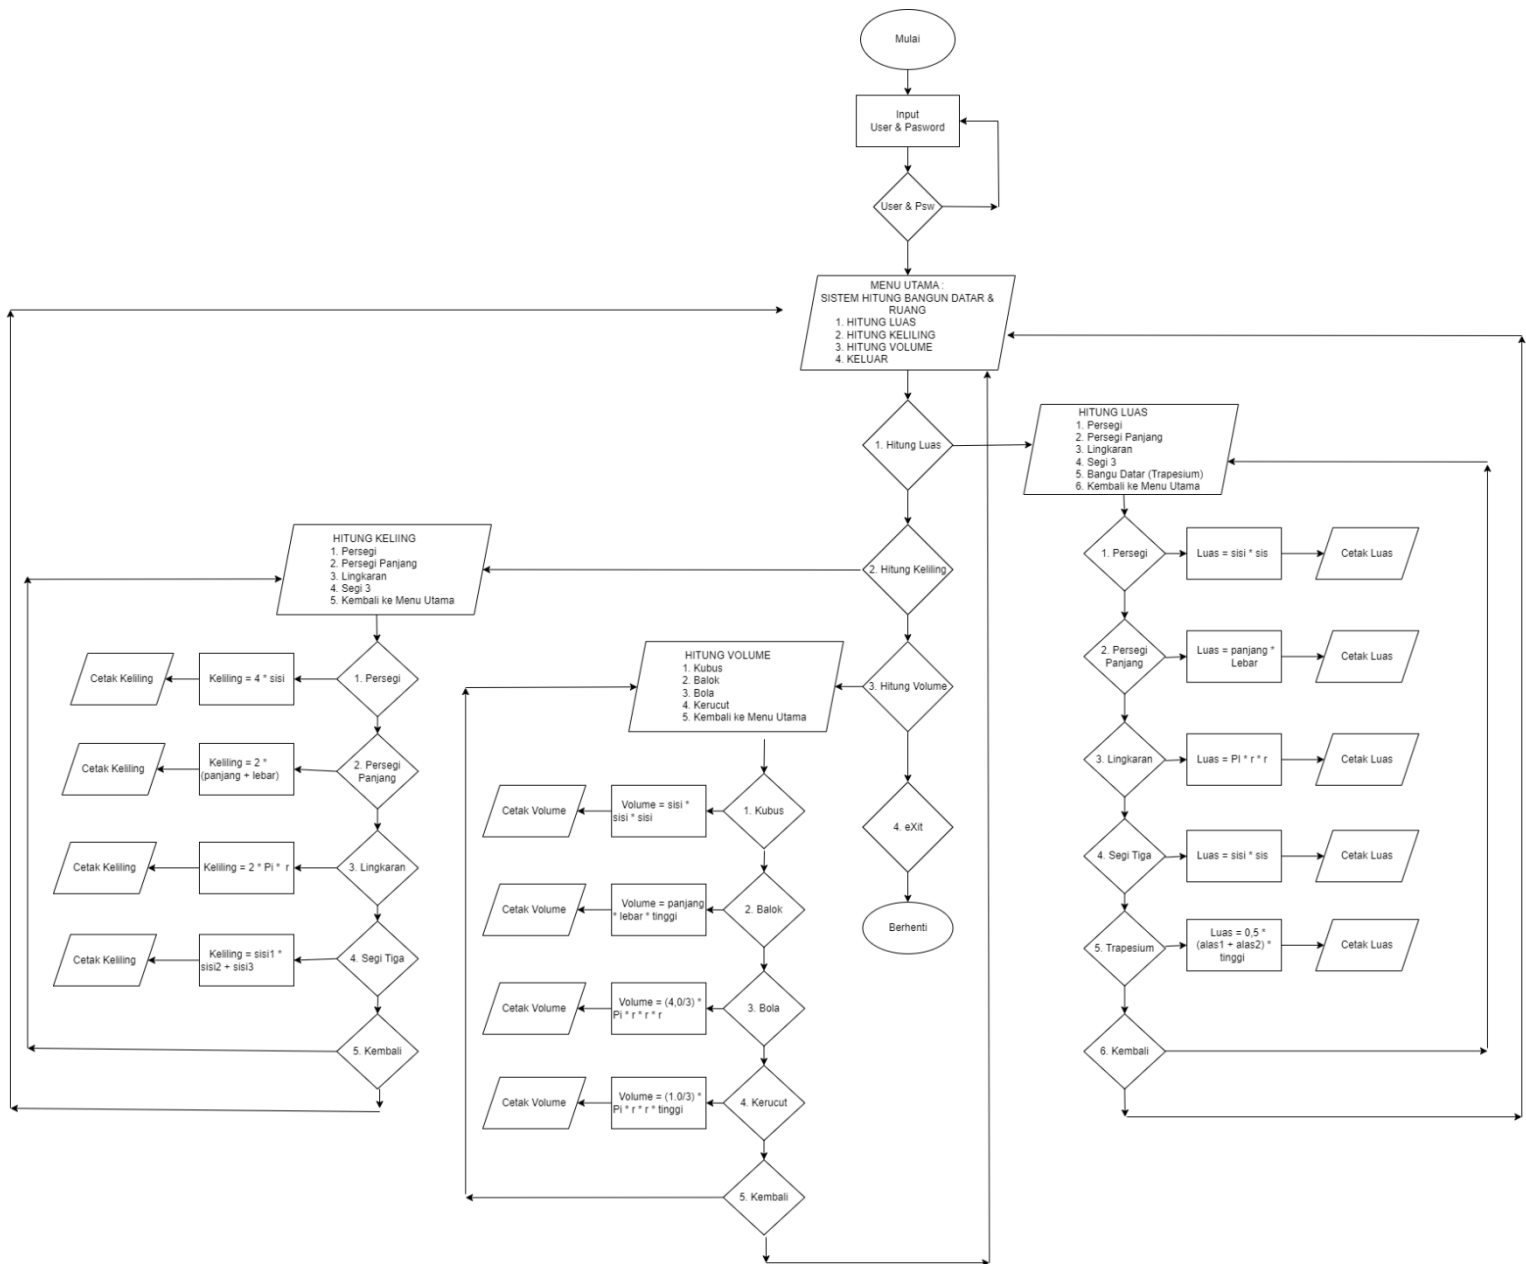 Mulai
Input
User & Pasword
User & Psw
MENU UTAMA :
SISTEM HITUNG BANGUN DATAR &
RUANG
1. HITUNG LUAS
2. HITUNG KELILING
3. HITUNG VOLUME
4. KELUAR
1. Hitung Luas
2. Hitung Keliling
3. Hitung Volume
4. eXit
Berhenti
HITUNG LUAS
1. Persegi
2. Persegi Panjang
3. Lingkaran
4. Segi 3
5. Bangu Datar (Trapesium)
6. Kembali ke Menu Utama
1. Persegi
Luas = sisi * sis
Cetak Luas
2. Persegi
Panjang
Luas = panjang *
Lebar
Cetak Luas
3. Lingkaran
Luas = PI * r * r
Cetak Luas
4. Segi Tiga
Luas = sisi * sis
Cetak Luas
5. Trapesium
Luas = 0,5 *
(alas1 + alas2) *
tinggi
Cetak Luas
6. Kembali
HITUNG KELIING
1. Persegi
2. Persegi Panjang
3. Lingkaran
4. Segi 3
5. Kembali ke Menu Utama
1. Persegi
Keliling = 4 * sisi
Cetak Keliling
2. Persegi
Panjang
Keliling = 2 *
(panjang + lebar)
Cetak Keliling
3. Lingkaran
Keliling = 2 * Pi * r
Cetak Keliling
4. Segi Tiga
Keliling = sisi1 *
sisi2 + sisi3
Cetak Keliling
5. Kembali
HITUNG VOLUME
1. Kubus
2. Balok
3. Bola
4. Kerucut
5. Kembali ke Menu Utama
1. Kubus
Volume = sisi *
sisi * sisi
Cetak Volume
2. Balok
Volume = panjang
* lebar * tinggi
Cetak Volume
3. Bola
Volume = (4,0/3) *
Pi * r * r * r
Cetak Volume
4. Kerucut
Volume = (1.0/3) *
Pi * r * r * tinggi
Cetak Volume
5. Kembali